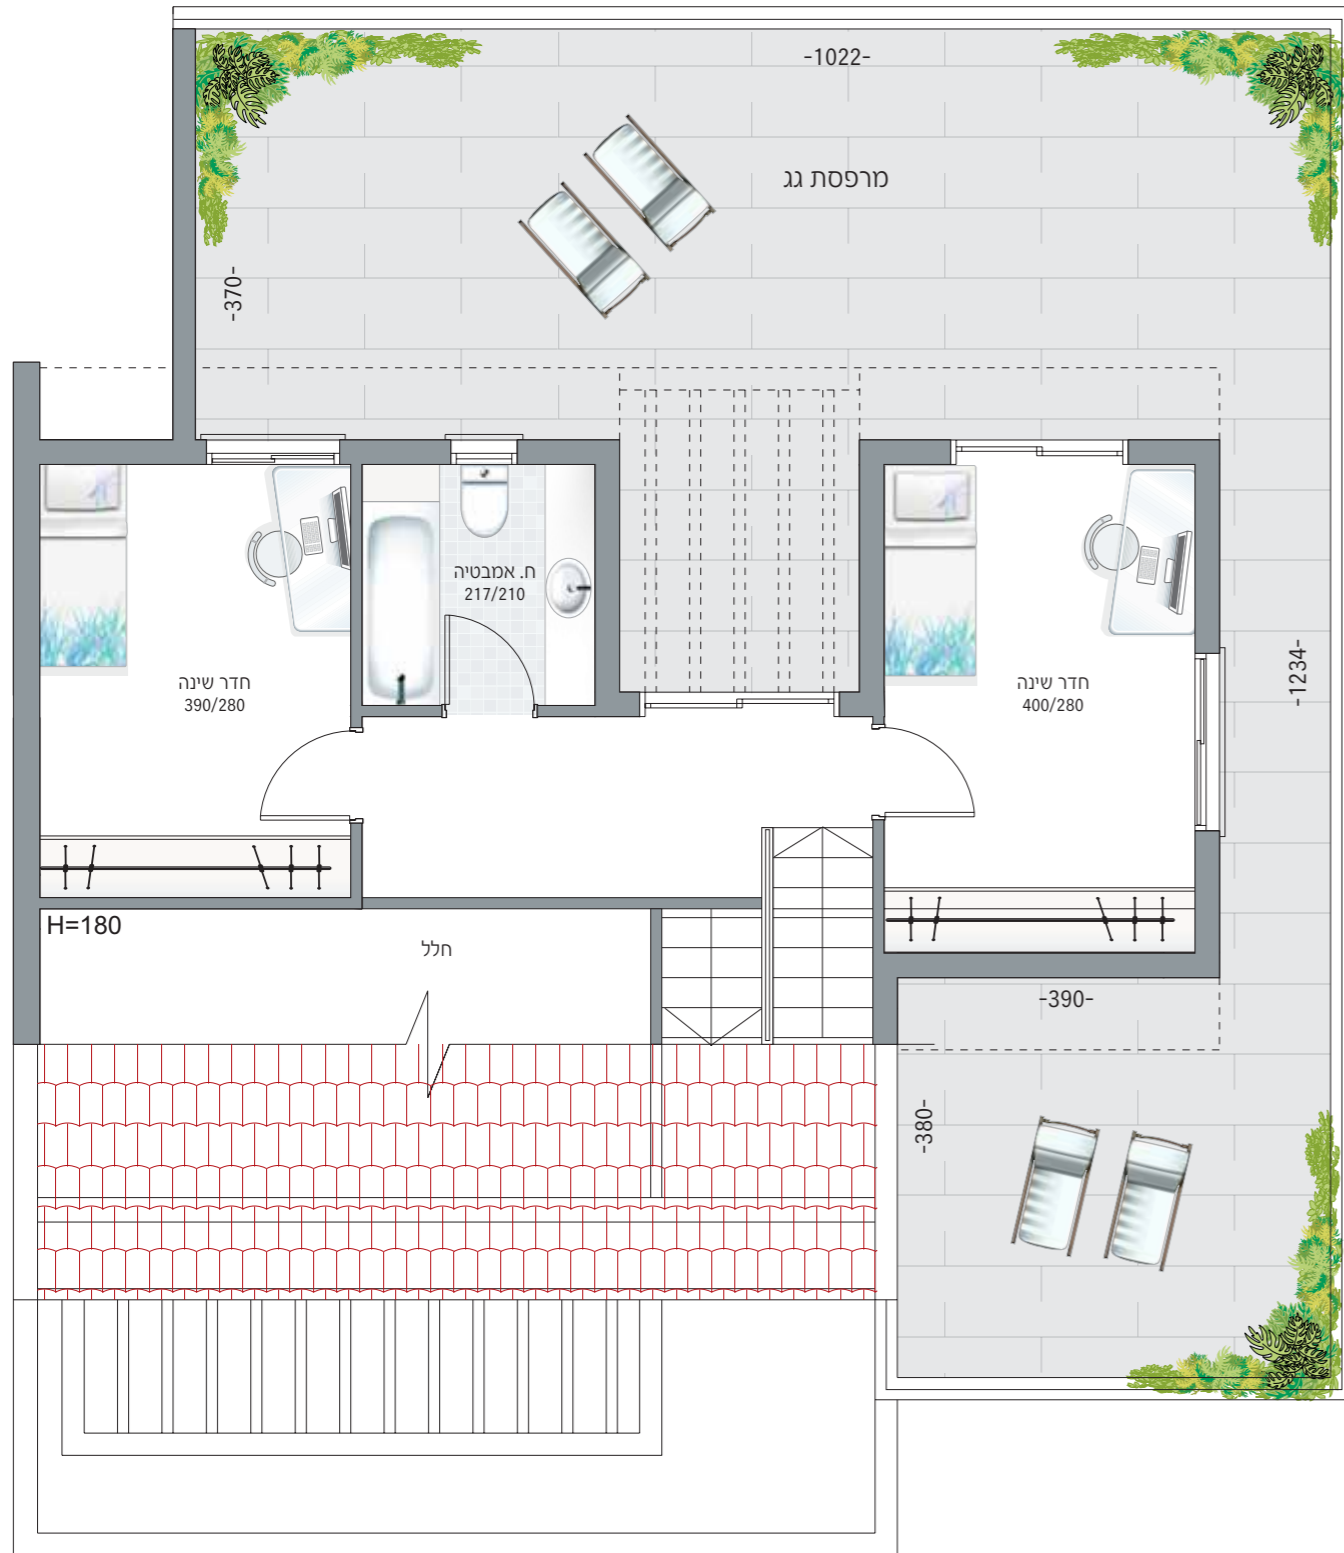 -1022-
מרפסת גג
-370-
ח. אמבטיה
217/210
חדר שינה
390/280
חדר שינה
400/280
-1234-
H=180
חלל
-390-
-380-